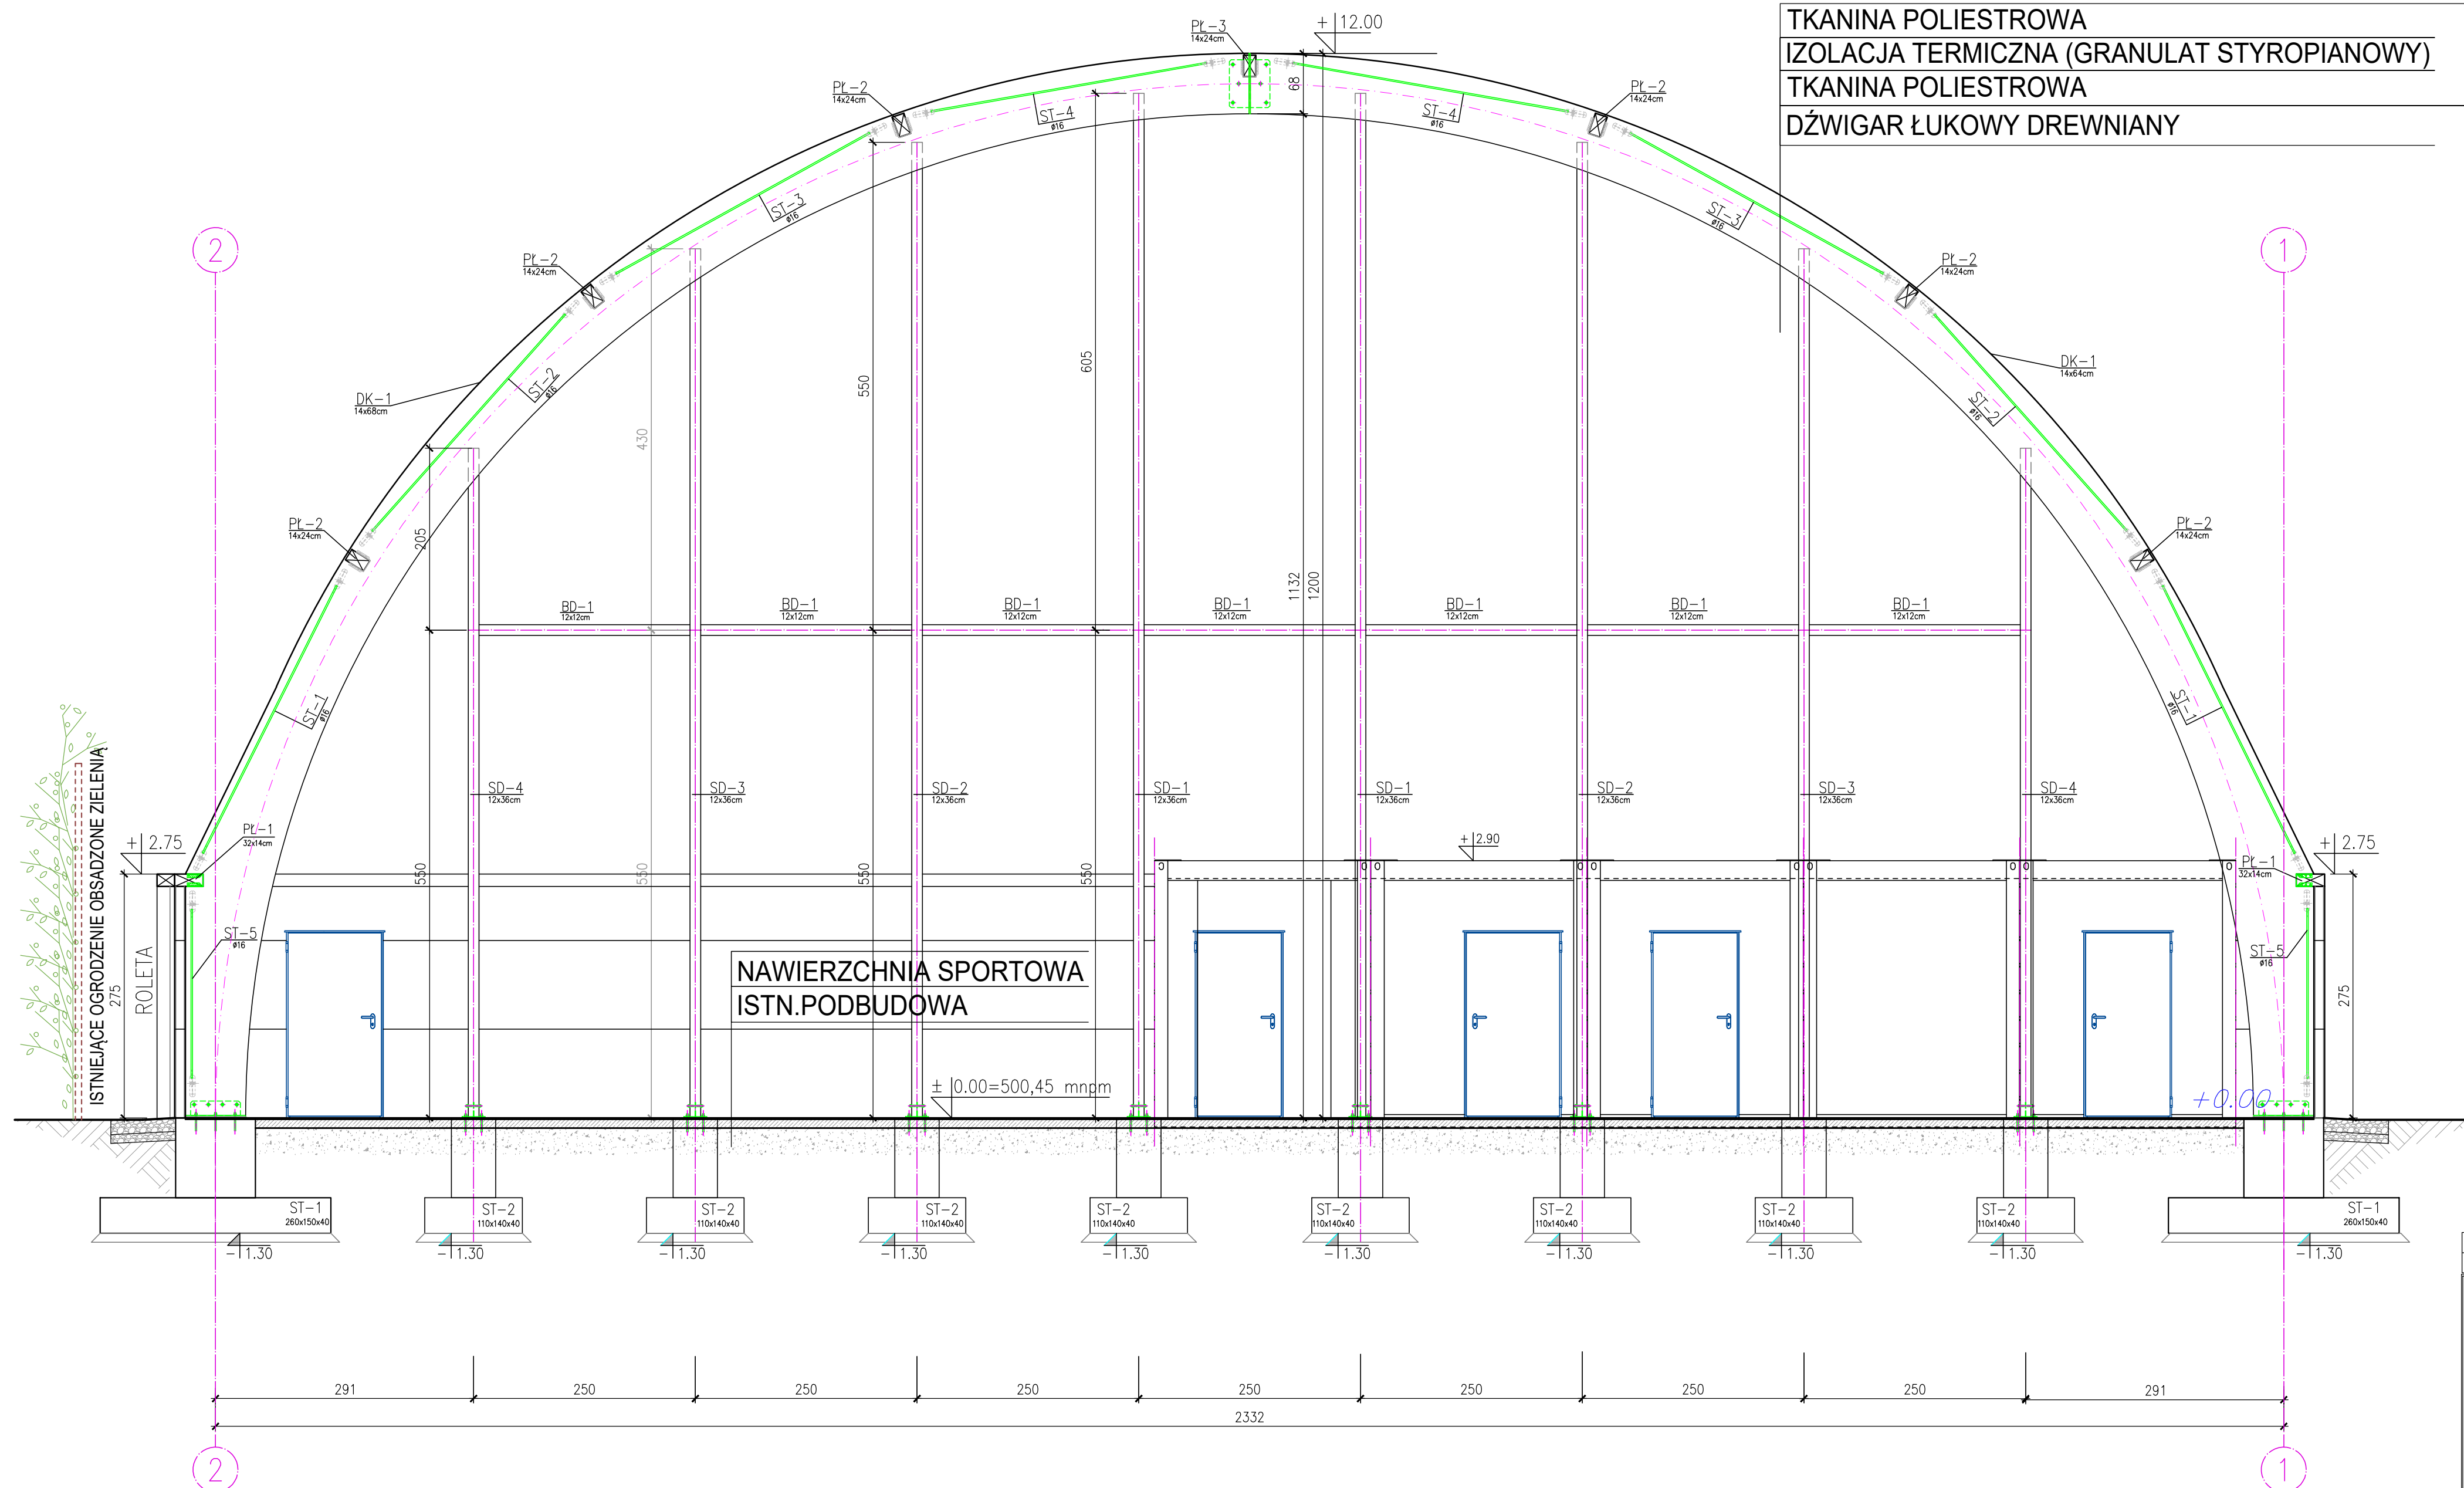 TKANINA POLIESTROWA
IZOLACJA TERMICZNA (GRANULAT STYROPIANOWY)
TKANINA POLIESTROWA
DŹWIGAR ŁUKOWY DREWNIANY
+ 12.00
PŁ-3
14x24cm
68
PŁ-2
14x24cm
PŁ-2
14x24cm
ST-4
ø16
ST-4
ø16
ST-3
ø16
ST-3
ø16
2
1
PŁ-2
14x24cm
PŁ-2
14x24cm
DK-1
14x68cm
ST-2
ø16
430
550
605
DK-1
14x64cm
ST-2
ø16
PŁ-2
14x24cm
205
PŁ-2
14x24cm
1132
1200
BD-1
12x12cm
BD-1
12x12cm
BD-1
12x12cm
BD-1
12x12cm
BD-1
12x12cm
BD-1
12x12cm
BD-1
12x12cm
ST-1
ø16
ST-1
ø16
SD-4
12x36cm
SD-3
12x36cm
SD-2
12x36cm
SD-1
12x36cm
SD-1
12x36cm
SD-2
12x36cm
SD-3
12x36cm
SD-4
12x36cm
ISTNIEJĄCE OGRODZENIE OBSADZONE ZIELENIĄ
+ 2.75
PŁ-1
32x14cm
+ 2.90
+ 2.75
PŁ-1
32x14cm
550
550
550
550
275
ROLETA
ST-5
ø16
ST-5
ø16
275
NAWIERZCHNIA SPORTOWA
ISTN.PODBUDOWA
± 0.00=500,45 mnpm
+0.00
ST-1
260x150x40
ST-2
110x140x40
ST-2
110x140x40
ST-2
110x140x40
ST-2
110x140x40
ST-2
110x140x40
ST-2
110x140x40
ST-2
110x140x40
ST-2
110x140x40
ST-1
260x150x40
-1.30
-1.30
-1.30
-1.30
-1.30
-1.30
-1.30
-1.30
-1.30
-1.30
291
250
250
250
250
250
250
250
291
2332
2
1